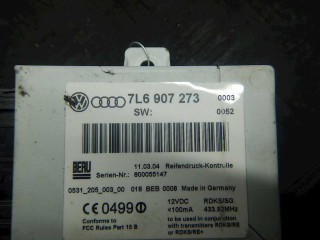 7L6 907 273 0003
SW: 0052
BERU
11.03.04 Reifendruck-Kontrolle
Serien-Nr.: 600055147
0531_205_003_00 018 BEB 0008 Made in Germany
CE 0499 12VDC RDKS/SG
<100mA 433.92MHz
Conforms to
FCC Rules Part 15 B
to be used in conjunction
with transmitters RDKS/RE
or RDKS/RE+